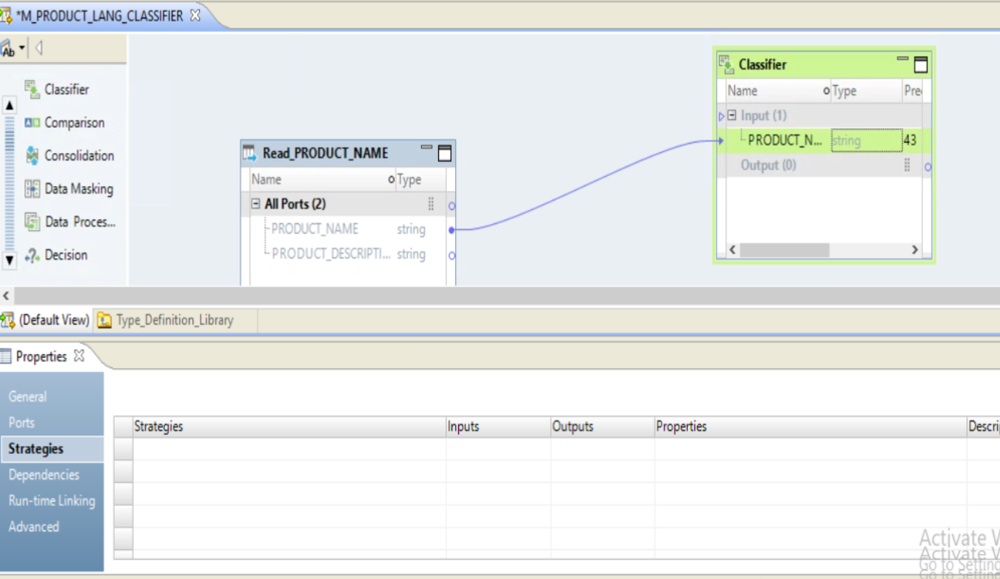 *M_PRODUCT_LANG_CLASSIFIER
Ab
Classifier
Comparison
Consolidation
Data Masking
Data Proces...
Decision
Read_PRODUCT_NAME
Name Type
All Ports (2)
PRODUCT_NAME string
PRODUCT_DESCRIPTI... string
Classifier
Name Type Pre
Input (1)
PRODUCT_N... string 43
Output (0)
(Default View) Type_Definition_Library
Properties
General
Ports
Strategies
Dependencies
Run-time Linking
Advanced
Strategies Inputs Outputs Properties Descri
Activate
Activate
Go to Setting
Go to Setting